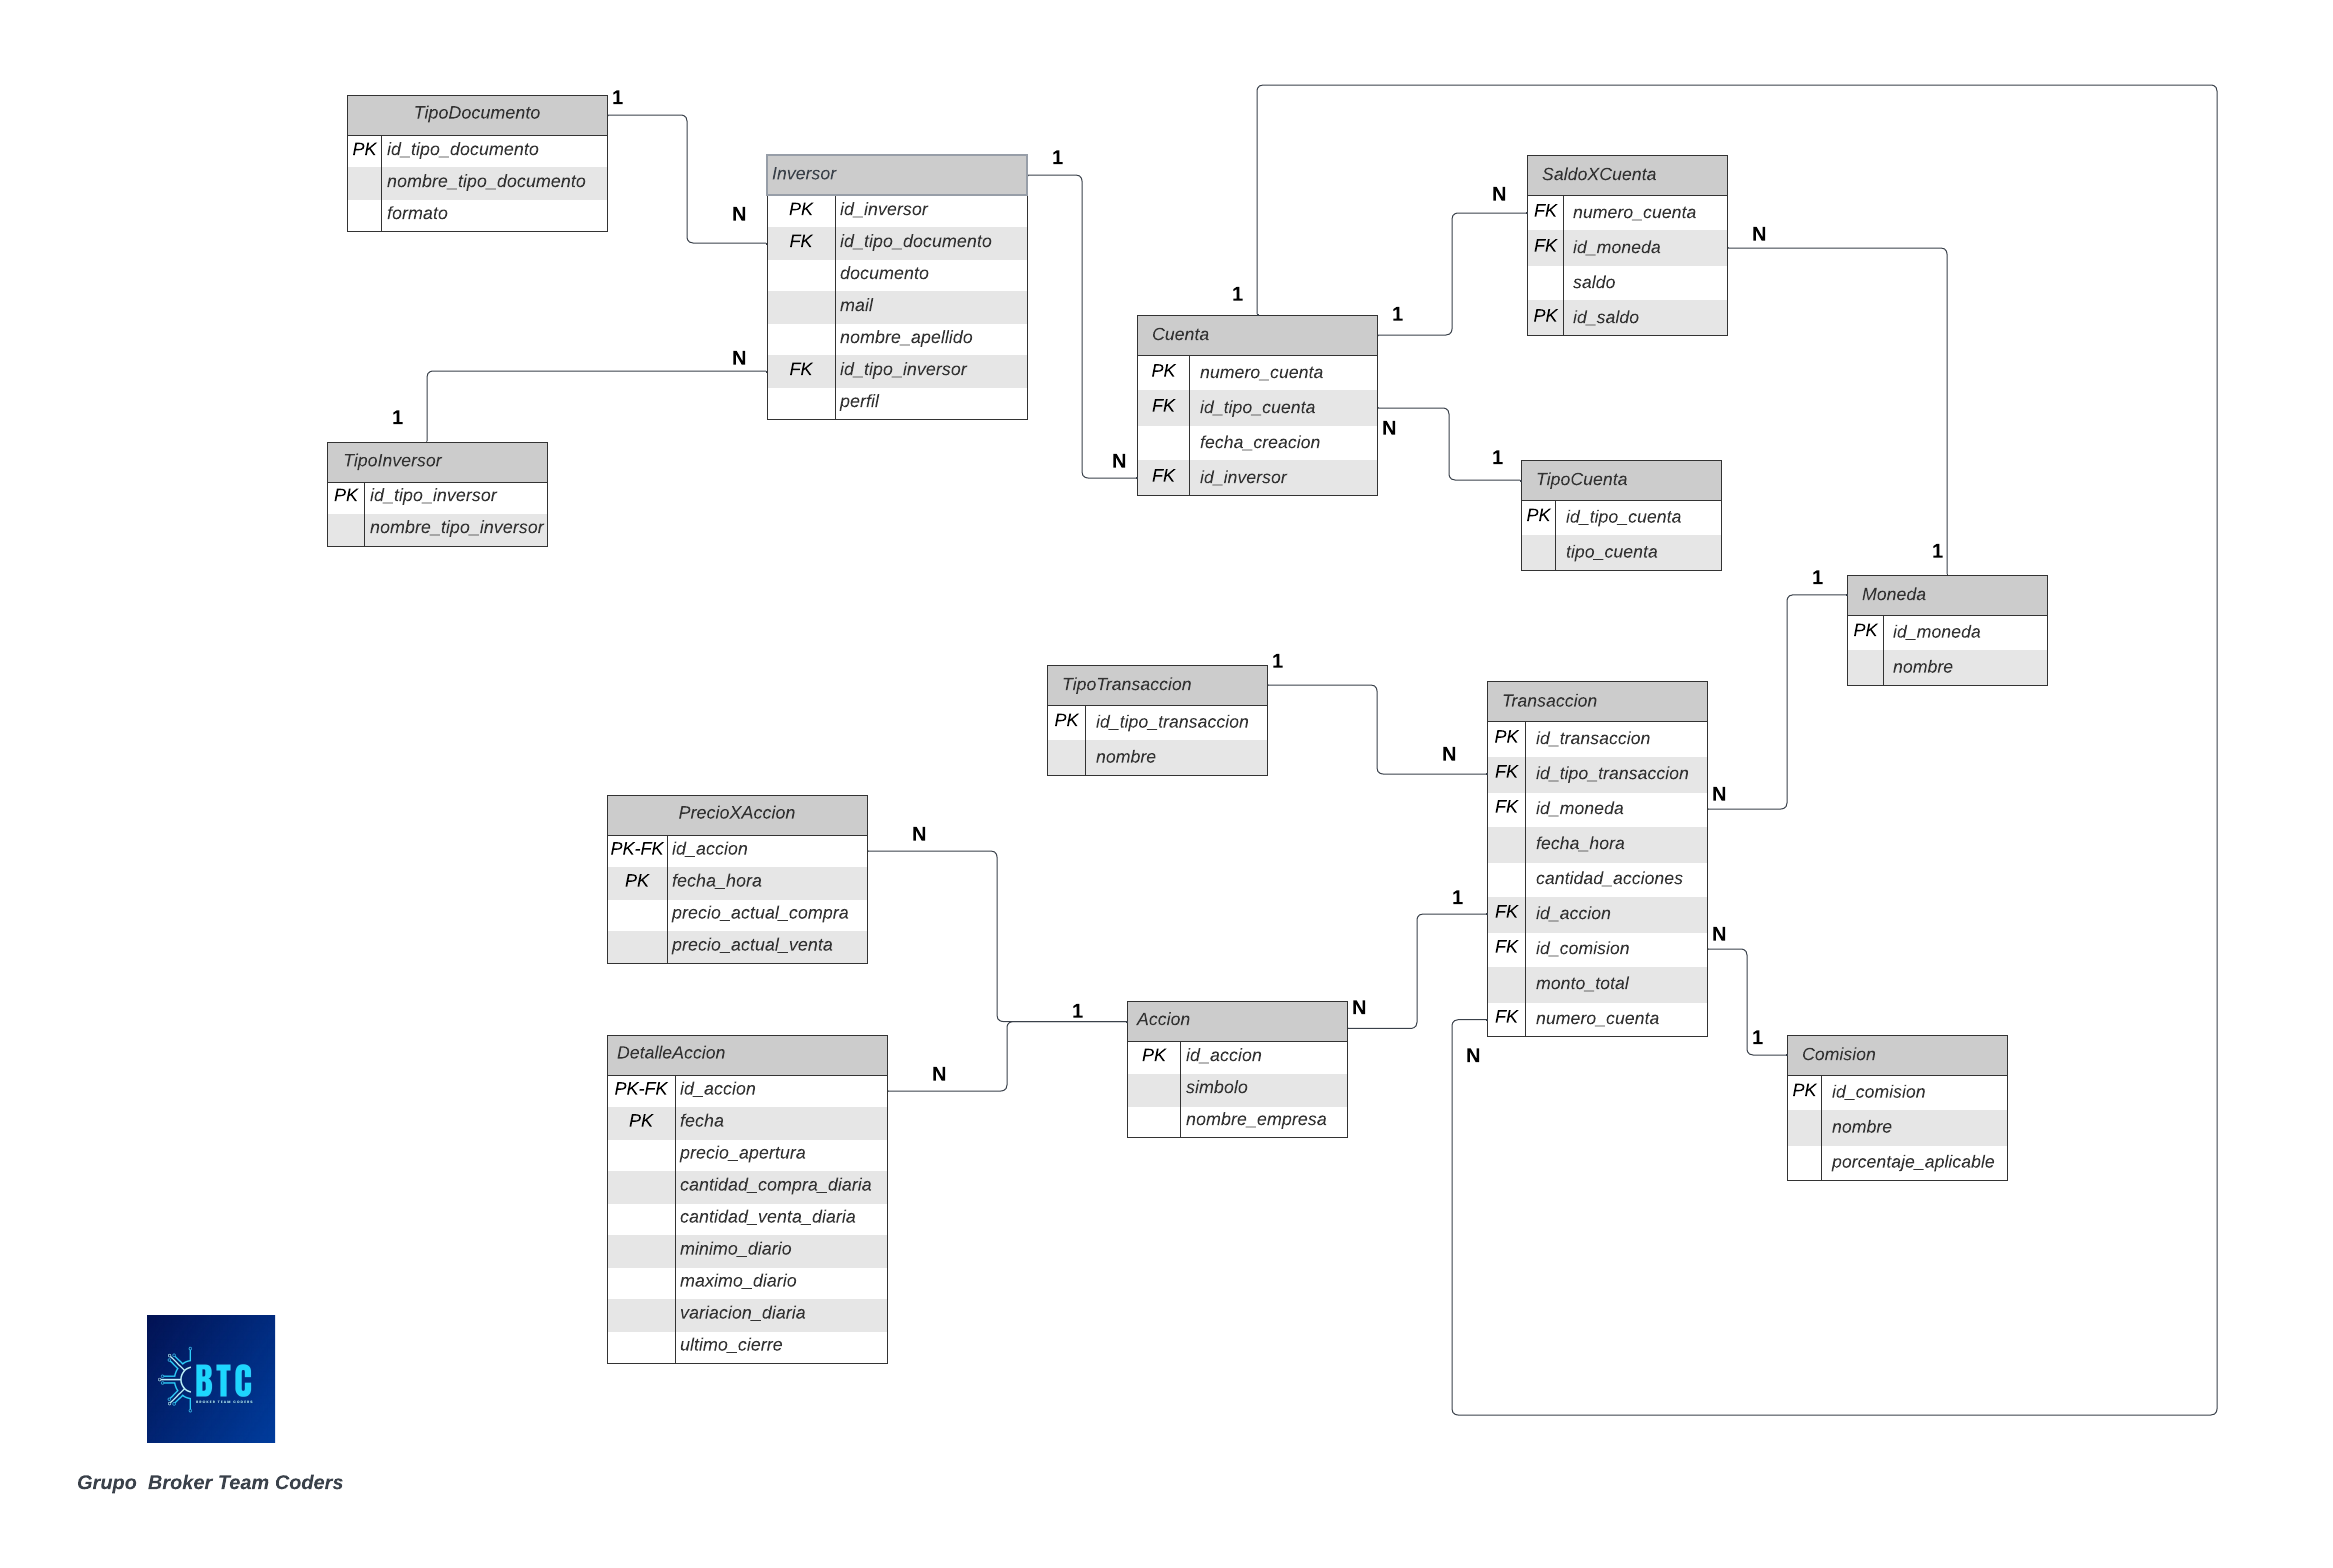 TipoDocumento
PK id_tipo_documento
nombre_tipo_documento
formato
1
N
Inversor
PK id_inversor
FK id_tipo_documento
documento
mail
nombre_apellido
FK id_tipo_inversor
perfil
1
N
N
1
TipoInversor
PK id_tipo_inversor
nombre_tipo_inversor
1
Cuenta
PK numero_cuenta
FK id_tipo_cuenta
fecha_creacion
FK id_inversor
1
N
N
1
SaldoXCuenta
FK numero_cuenta
FK id_moneda
saldo
PK id_saldo
N
1
TipoCuenta
PK id_tipo_cuenta
tipo_cuenta
1
Moneda
PK id_moneda
nombre
TipoTransaccion
PK id_tipo_transaccion
nombre
1
N
Transaccion
PK id_transaccion
FK id_tipo_transaccion
FK id_moneda
fecha_hora
cantidad_acciones
FK id_accion
FK id_comision
monto_total
FK numero_cuenta
N
N
1
N
PrecioXAccion
PK-FK id_accion
PK fecha_hora
precio_actual_compra
precio_actual_venta
N
1
N
1
Accion
PK id_accion
simbolo
nombre_empresa
Comision
PK id_comision
nombre
porcentaje_aplicable
DetalleAccion
PK-FK id_accion
PK fecha
precio_apertura
cantidad_compra_diaria
cantidad_venta_diaria
minimo_diario
maximo_diario
variacion_diaria
ultimo_cierre
N
BTC
BROKER TEAM CODERS
Grupo Broker Team Coders